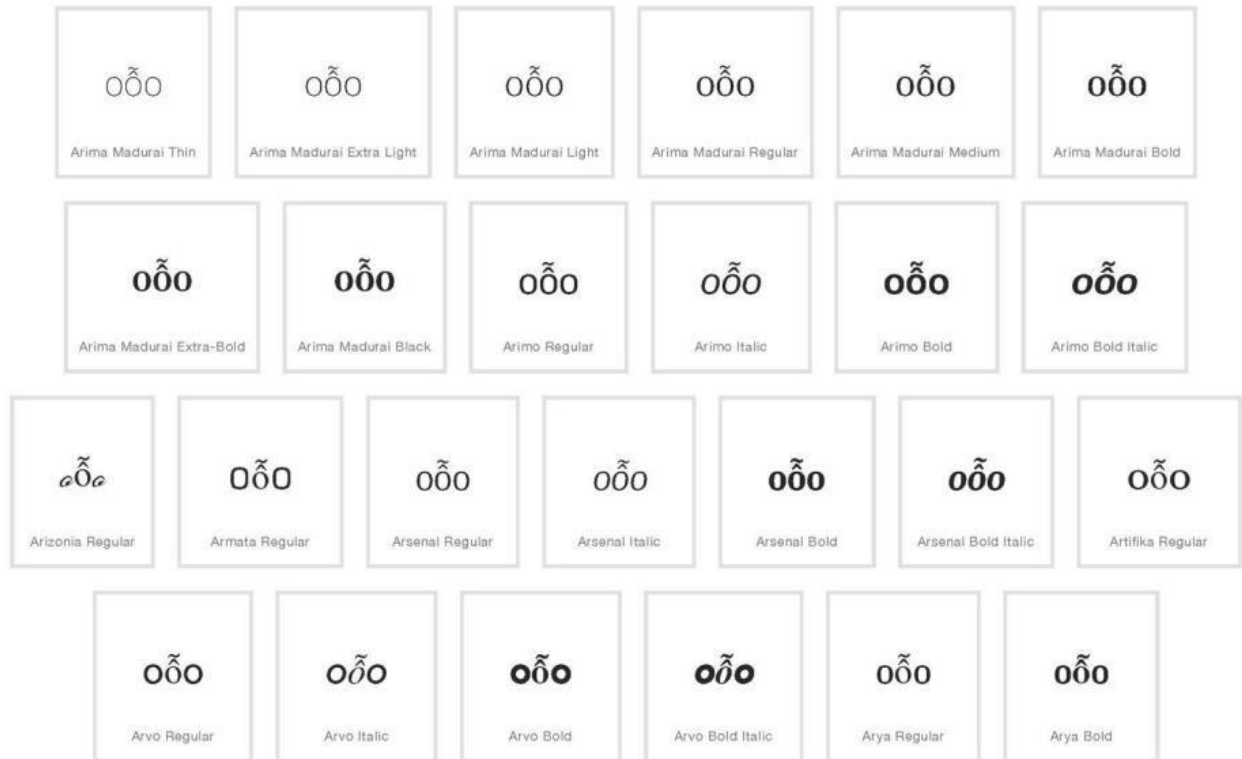 oỗo oỗo oỗo oỗo oỗo oỗo
Arima Madurai Thin Arima Madurai Extra Light Arima Madurai Light Arima Madurai Regular Arima Madurai Medium Arima Madurai Bold
oỗo oỗo oỗo oỗo oỗo oỗo
Arima Madurai Extra-Bold Arima Madurai Black Arimo Regular Arimo Italic Arimo Bold Arimo Bold Italic
oỗo oỗo oỗo oỗo oỗo oỗo oỗo
Arizonia Regular Armata Regular Arsenal Regular Arsenal Italic Arsenal Bold Arsenal Bold Italic Artifika Regular
oỗo oỗo oỗo oỗo oỗo oỗo
Arvo Regular Arvo Italic Arvo Bold Arvo Bold Italic Arya Regular Arya Bold